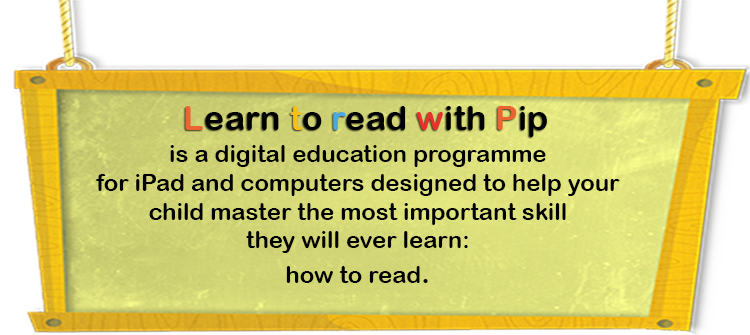 Learn to read with Pip
is a digital education programme
for iPad and computers designed to help your
child master the most important skill
they will ever learn:
how to read.